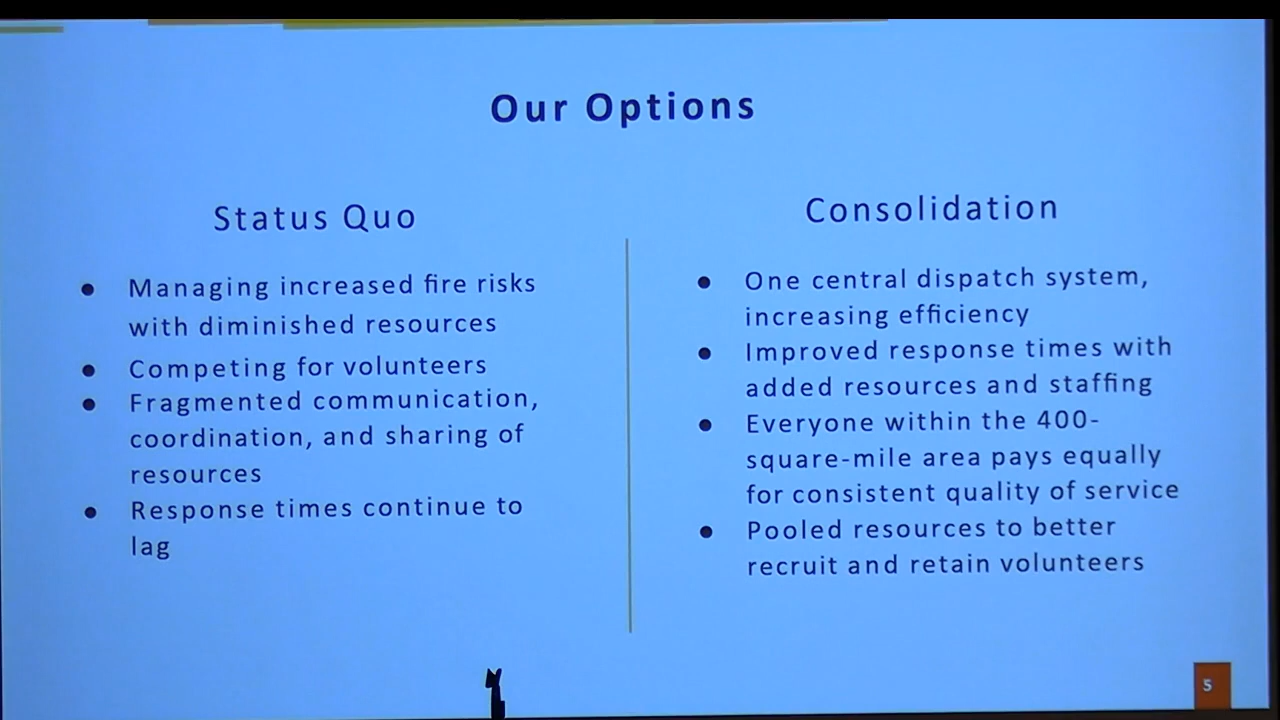 Our Options
Status Quo
● Managing increased fire risks
with diminished resources
● Competing for volunteers
● Fragmented communication,
coordination, and sharing of
resources
● Response times continue to
lag
Consolidation
● One central dispatch system,
increasing efficiency
● Improved response times with
added resources and staffing
● Everyone within the 400-
square-mile area pays equally
for consistent quality of service
● Pooled resources to better
recruit and retain volunteers
5